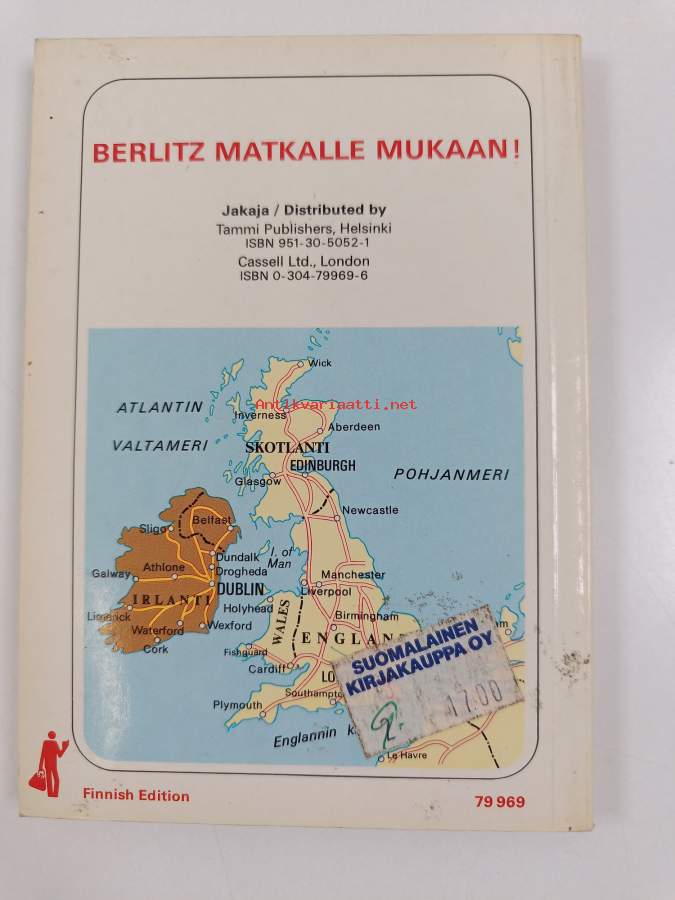 BERLITZ MATKALLE MUKAAN!
Jakaja / Distributed by
Tammi Publishers, Helsinki
ISBN 951-30-5052-1
Cassell Ltd., London
ISBN 0-304-79969-6
Wick
ATLANTIN
Antikvariaatti.net
Inverness
Aberdeen
VALTAMERI
SKOTLANTI
EDINBURGH
POHJANMERI
Glasgow
Newcastle
Sligo
Belfast
I. of
Man
Dundalk
Drogheda
Athlone
Galway
DUBLIN
Manchester
Liverpool
Holyhead
IRLANTI
Limerick
WALES
Birmingham
Waterford
Wexford
ENGLAN
Cork
Fishguard
Cardiff
LO
SUOMALAINEN
KIRJAKAUPPA OY
17.00
Southampto
Plymouth
Englannin k
Le Havre
Finnish Edition
79 969